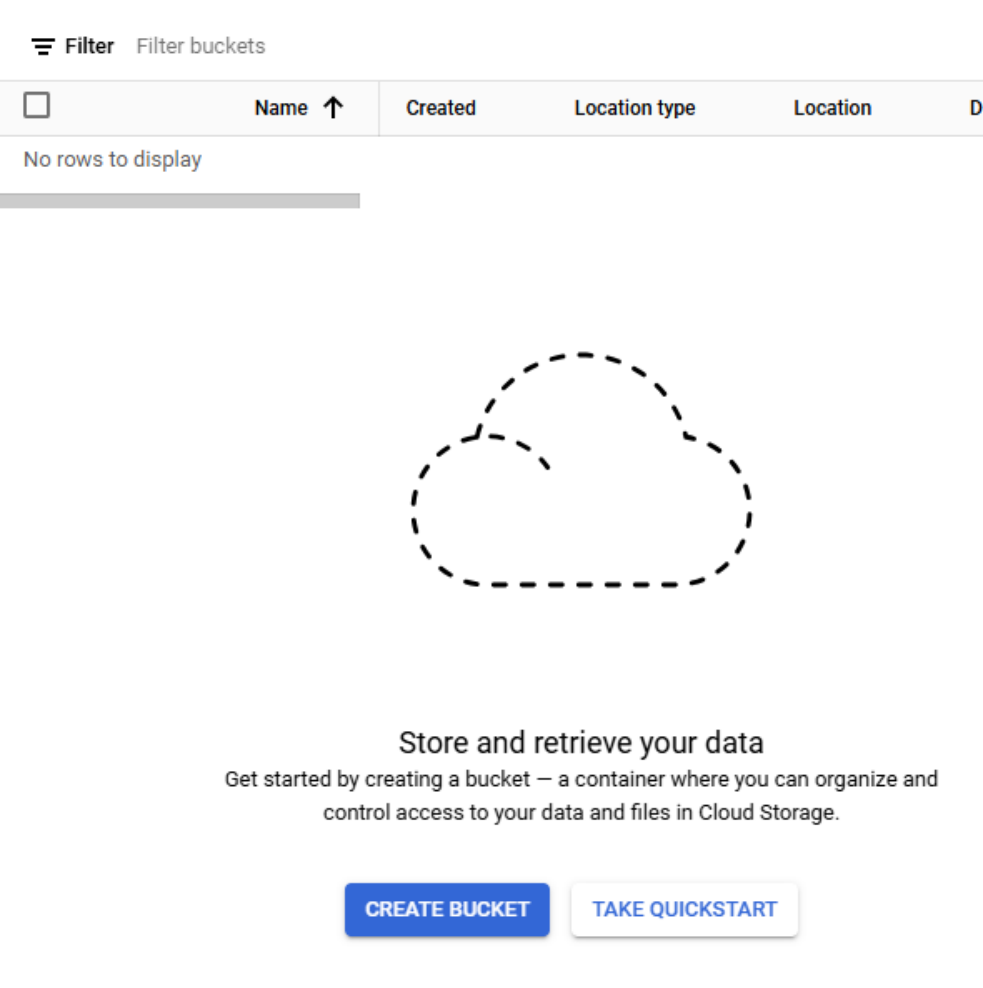 Filter Filter buckets
Name Created Location type Location D
No rows to display
Store and retrieve your data
Get started by creating a bucket — a container where you can organize and
control access to your data and files in Cloud Storage.
CREATE BUCKET TAKE QUICKSTART